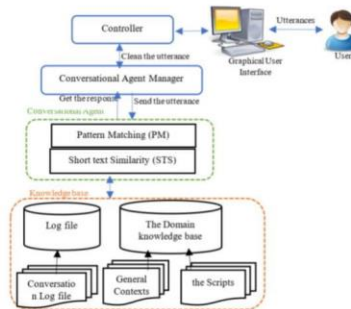 Controller
Utterances
Clean the utterance
Graphical User
Interface
User
Conversational Agent Manager
Get the response
Send the utterance
Conversational Agent
Pattern Matching (PM)
Short text Similarity (STS)
Knowledge base
Log file
The Domain
knowledge base
Conversatio
n Log file
General
Contexts
the Scripts